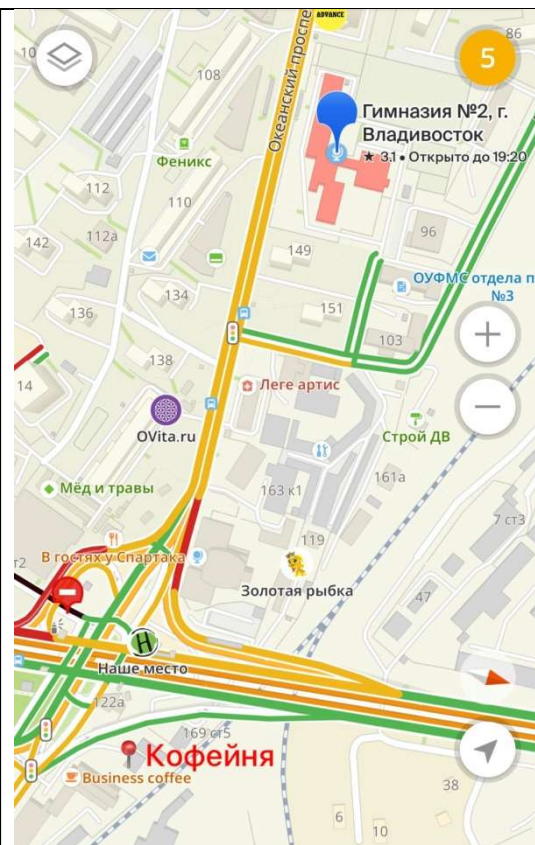 ADVANCE
86
10
5
108
Океанский проспе
Гимназия №2, г.
Владивосток
★ 3.1 • Открыто до 19:20
Феникс
112
110
112а
142
149
96
ОУФМС отдела п
№3
134
151
136
103
138
14
Леге артис
OVita.ru
Строй ДВ
161а
Мёд и травы
163 к1
7 ст3
119
В гостях у Спартака
т2
Золотая рыбка
47
Н
Наше место
122а
169 ст5
Кофейня
Business coffee
38
6
10